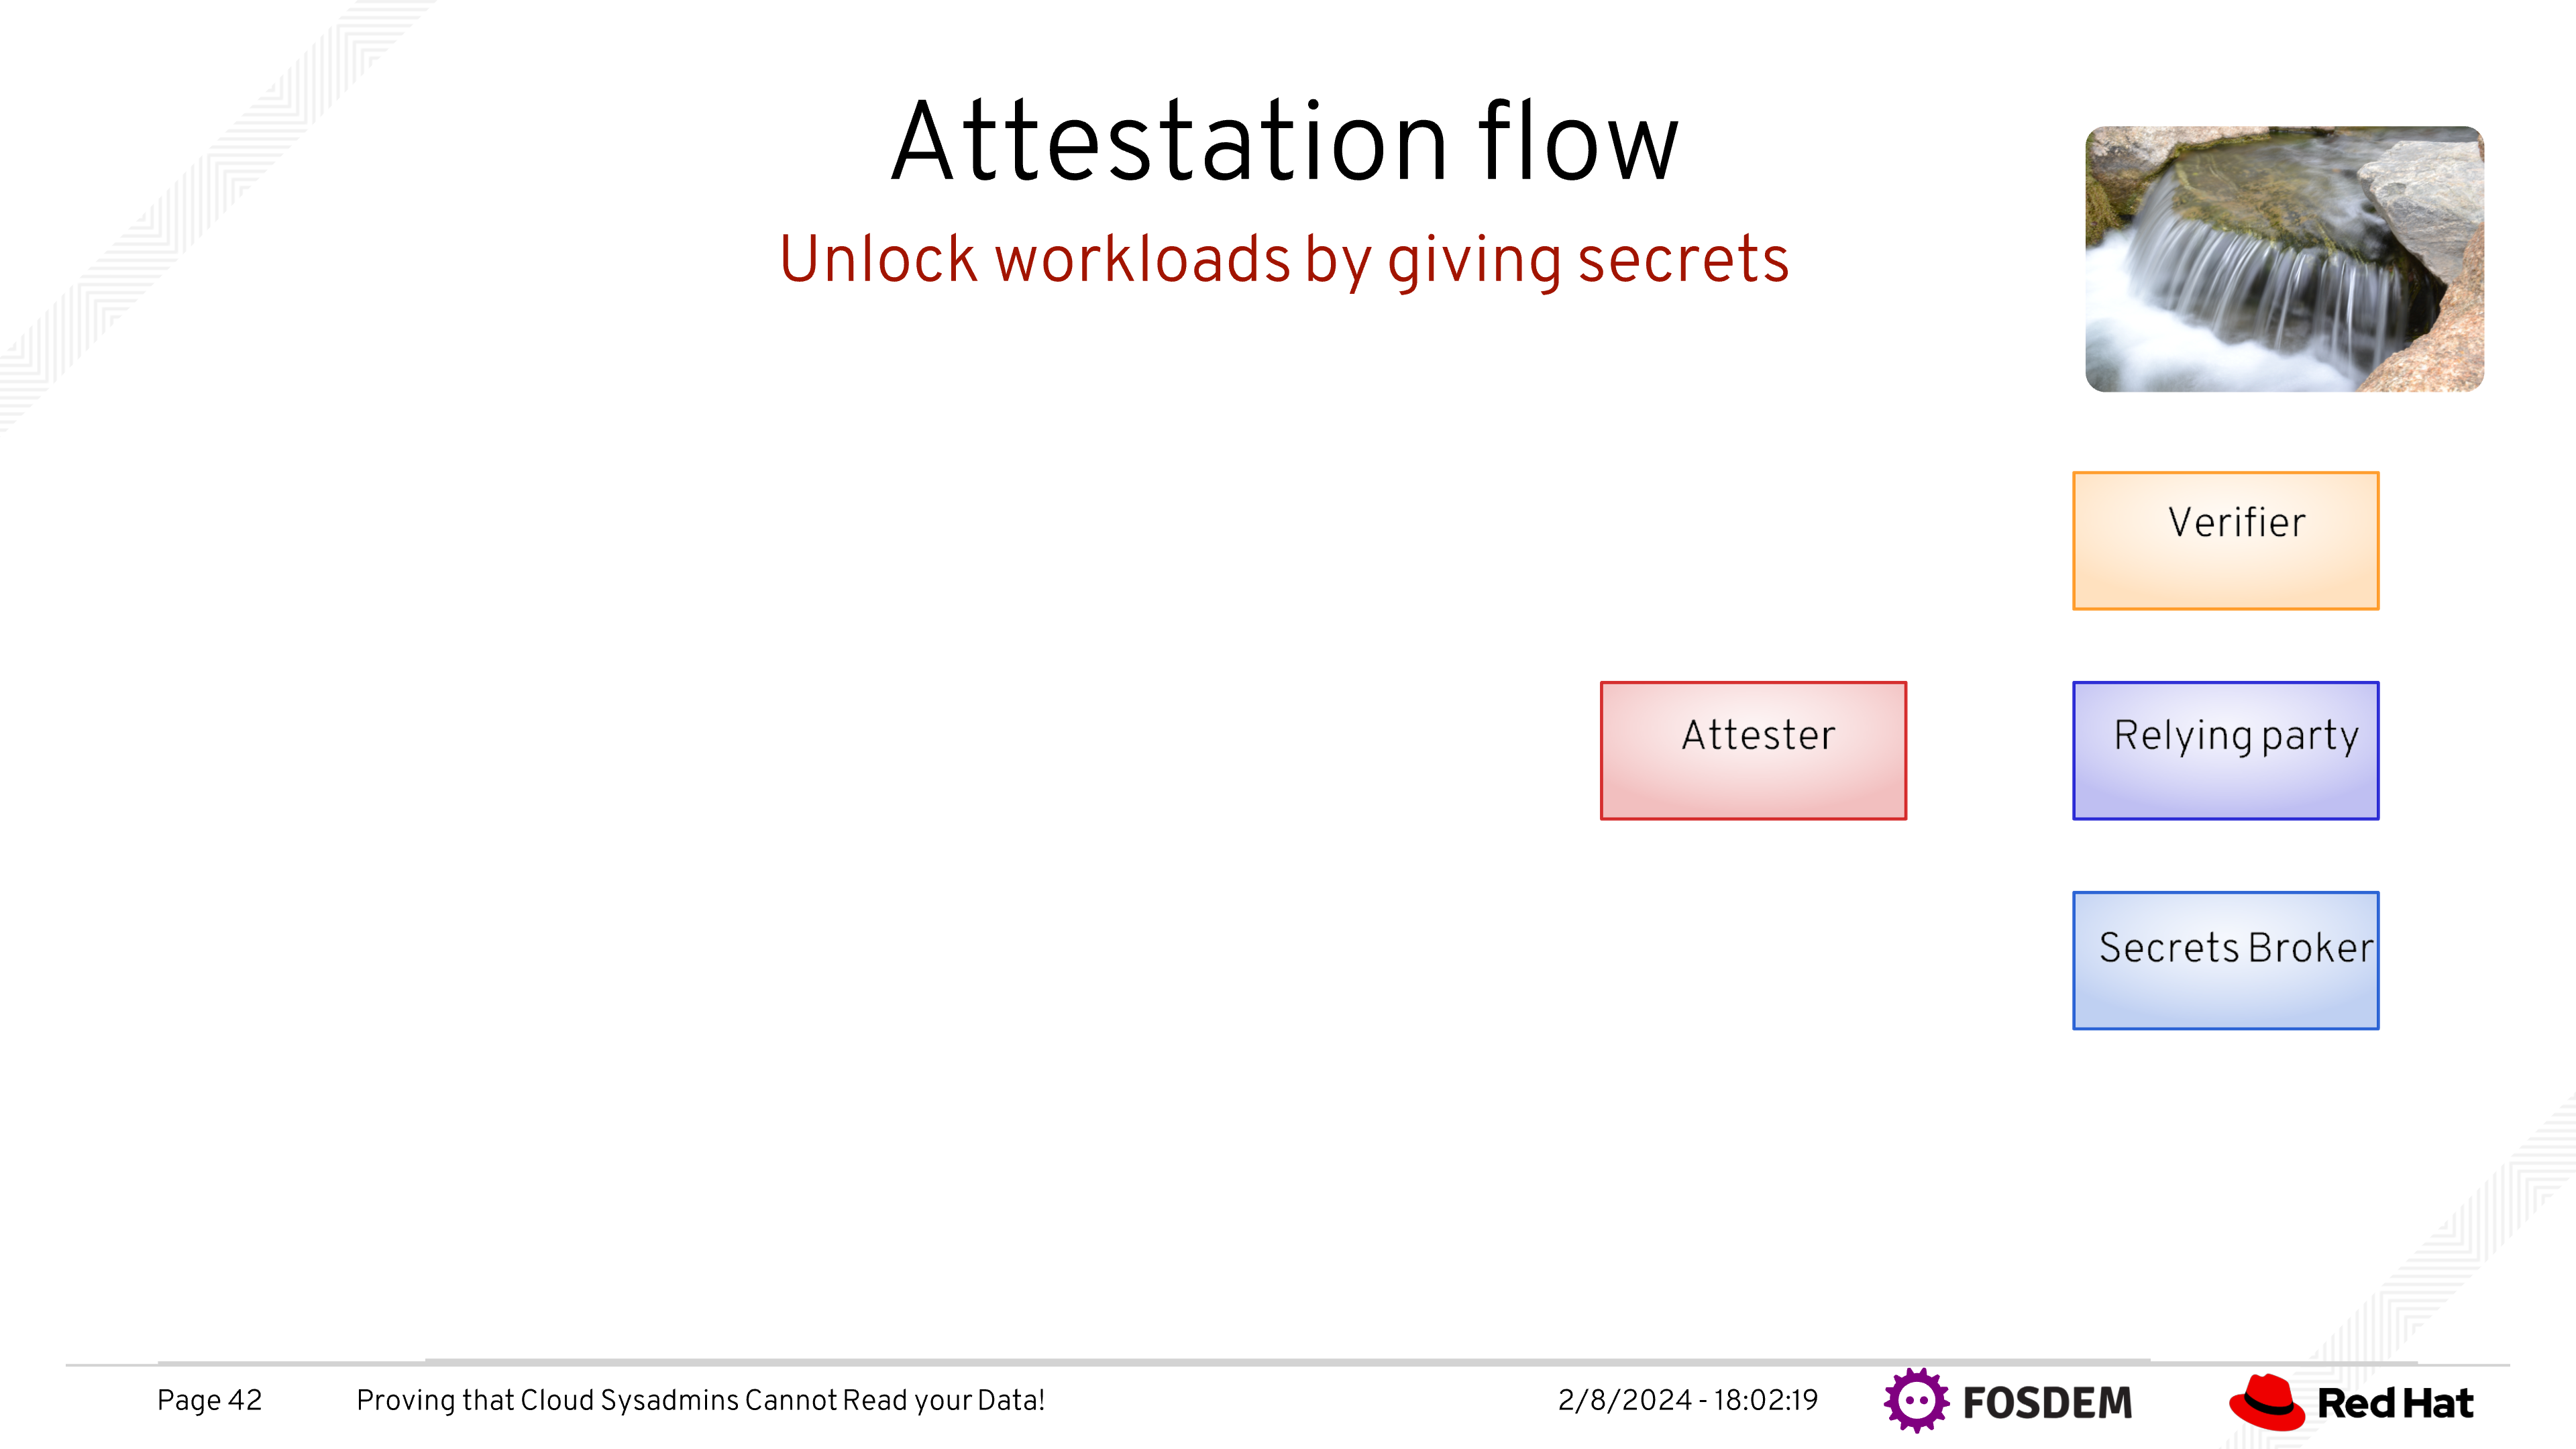 Attestation flow
Unlock workloads by giving secrets
Verifier
Attester
Relying party
Secrets Broker
Page 42
Proving that Cloud Sysadmins Cannot Read your Data!
2/8/2024 - 18:02:19
FOSDEM
Red Hat